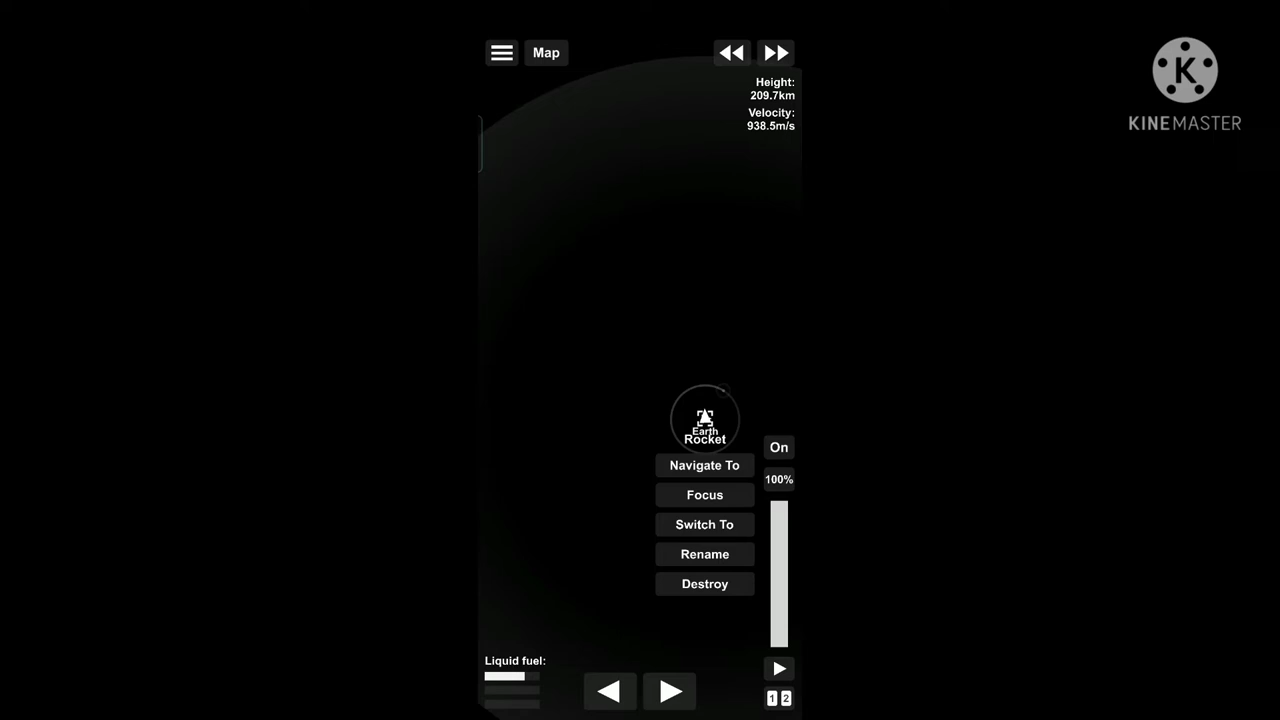 Map
Height:
209.7km
Velocity:
938.5m/s
K
KINEMASTER
Earth
Rocket
Navigate To
Focus
Switch To
Rename
Destroy
On
100%
Liquid fuel:
1 2